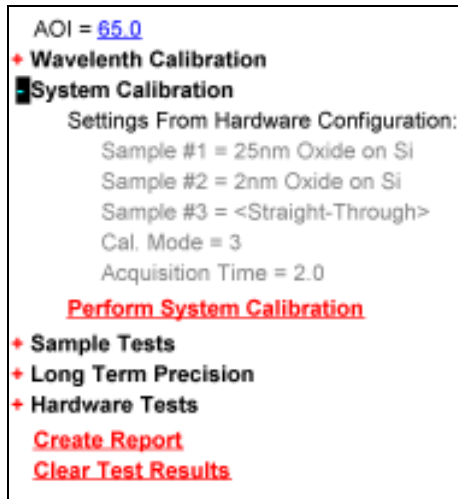 AOI = 65.0
+ Wavelenth Calibration
- System Calibration
Settings From Hardware Configuration:
Sample #1 = 25nm Oxide on Si
Sample #2 = 2nm Oxide on Si
Sample #3 = <Straight-Through>
Cal. Mode = 3
Acquisition Time = 2.0
Perform System Calibration
+ Sample Tests
+ Long Term Precision
+ Hardware Tests
Create Report
Clear Test Results